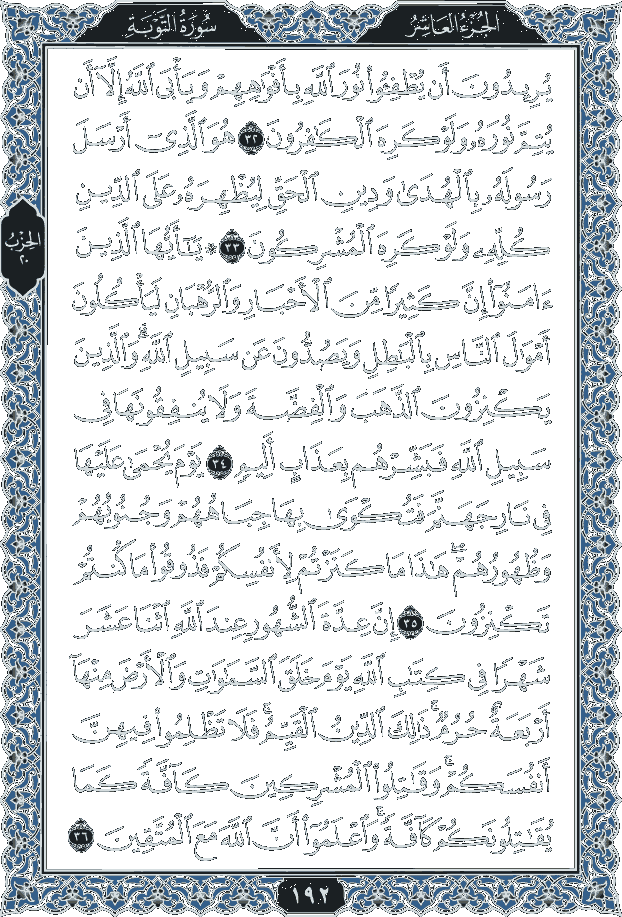 الجزء العاشر سورة التوبة
يُرِيدُونَ أَن يُطْفِـُٔوا۟ نُورَ ٱللَّهِ بِأَفْوَٰهِهِمْ وَيَأْبَى ٱللَّهُ إِلَّآ أَن
يُتِمَّ نُورَهُۥ وَلَوْ كَرِهَ ٱلْكَٰفِرُونَ ٣٢ هُوَ ٱلَّذِىٓ أَرْسَلَ
رَسُولَهُۥ بِٱلْهُدَىٰ وَدِينِ ٱلْحَقِّ لِيُظْهِرَهُۥ عَلَى ٱلدِّينِ
كُلِّهِۦ وَلَوْ كَرِهَ ٱلْمُشْرِكُونَ ٣٣ ۞ يَٰٓأَيُّهَا ٱلَّذِينَ
الحزب
٢٠
ءَامَنُوٓا۟ إِنَّ كَثِيرًا مِّنَ ٱلْأَحْبَارِ وَٱلرُّهْبَانِ لَيَأْكُلُونَ
أَمْوَٰلَ ٱلنَّاسِ بِٱلْبَٰطِلِ وَيَصُدُّونَ عَن سَبِيلِ ٱللَّهِ ۗ وَٱلَّذِينَ
يَكْنِزُونَ ٱلذَّهَبَ وَٱلْفِضَّةَ وَلَا يُنفِقُونَهَا فِى
سَبِيلِ ٱللَّهِ فَبَشِّرْهُم بِعَذَابٍ أَلِيمٍ ٣٤ يَوْمَ يُحْمَىٰ عَلَيْهَا
فِى نَارِ جَهَنَّمَ فَتُكْوَىٰ بِهَا جِبَاهُهُمْ وَجُنُوبُهُمْ
وَظُهُورُهُمْ ۖ هَٰذَا مَا كَنَزْتُمْ لِأَنفُسِكُمْ فَذُوقُوا۟ مَا كُنتُمْ
تَكْنِزُونَ ٣٥ إِنَّ عِدَّةَ ٱلشُّهُورِ عِندَ ٱللَّهِ ٱثْنَا عَشَرَ
شَهْرًا فِى كِتَٰبِ ٱللَّهِ يَوْمَ خَلَقَ ٱلسَّمَٰوَٰتِ وَٱلْأَرْضَ مِنْهَآ
أَرْبَعَةٌ حُرُمٌ ۚ ذَٰلِكَ ٱلدِّينُ ٱلْقَيِّمُ ۚ فَلَا تَظْلِمُوا۟ فِيهِنَّ
أَنفُسَكُمْ ۚ وَقَٰتِلُوا۟ ٱلْمُشْرِكِينَ كَآفَّةً كَمَا
يُقَٰتِلُونَكُمْ كَآفَّةً ۚ وَٱعْلَمُوٓا۟ أَنَّ ٱللَّهَ مَعَ ٱلْمُتَّقِينَ ٣٦
١٩٢